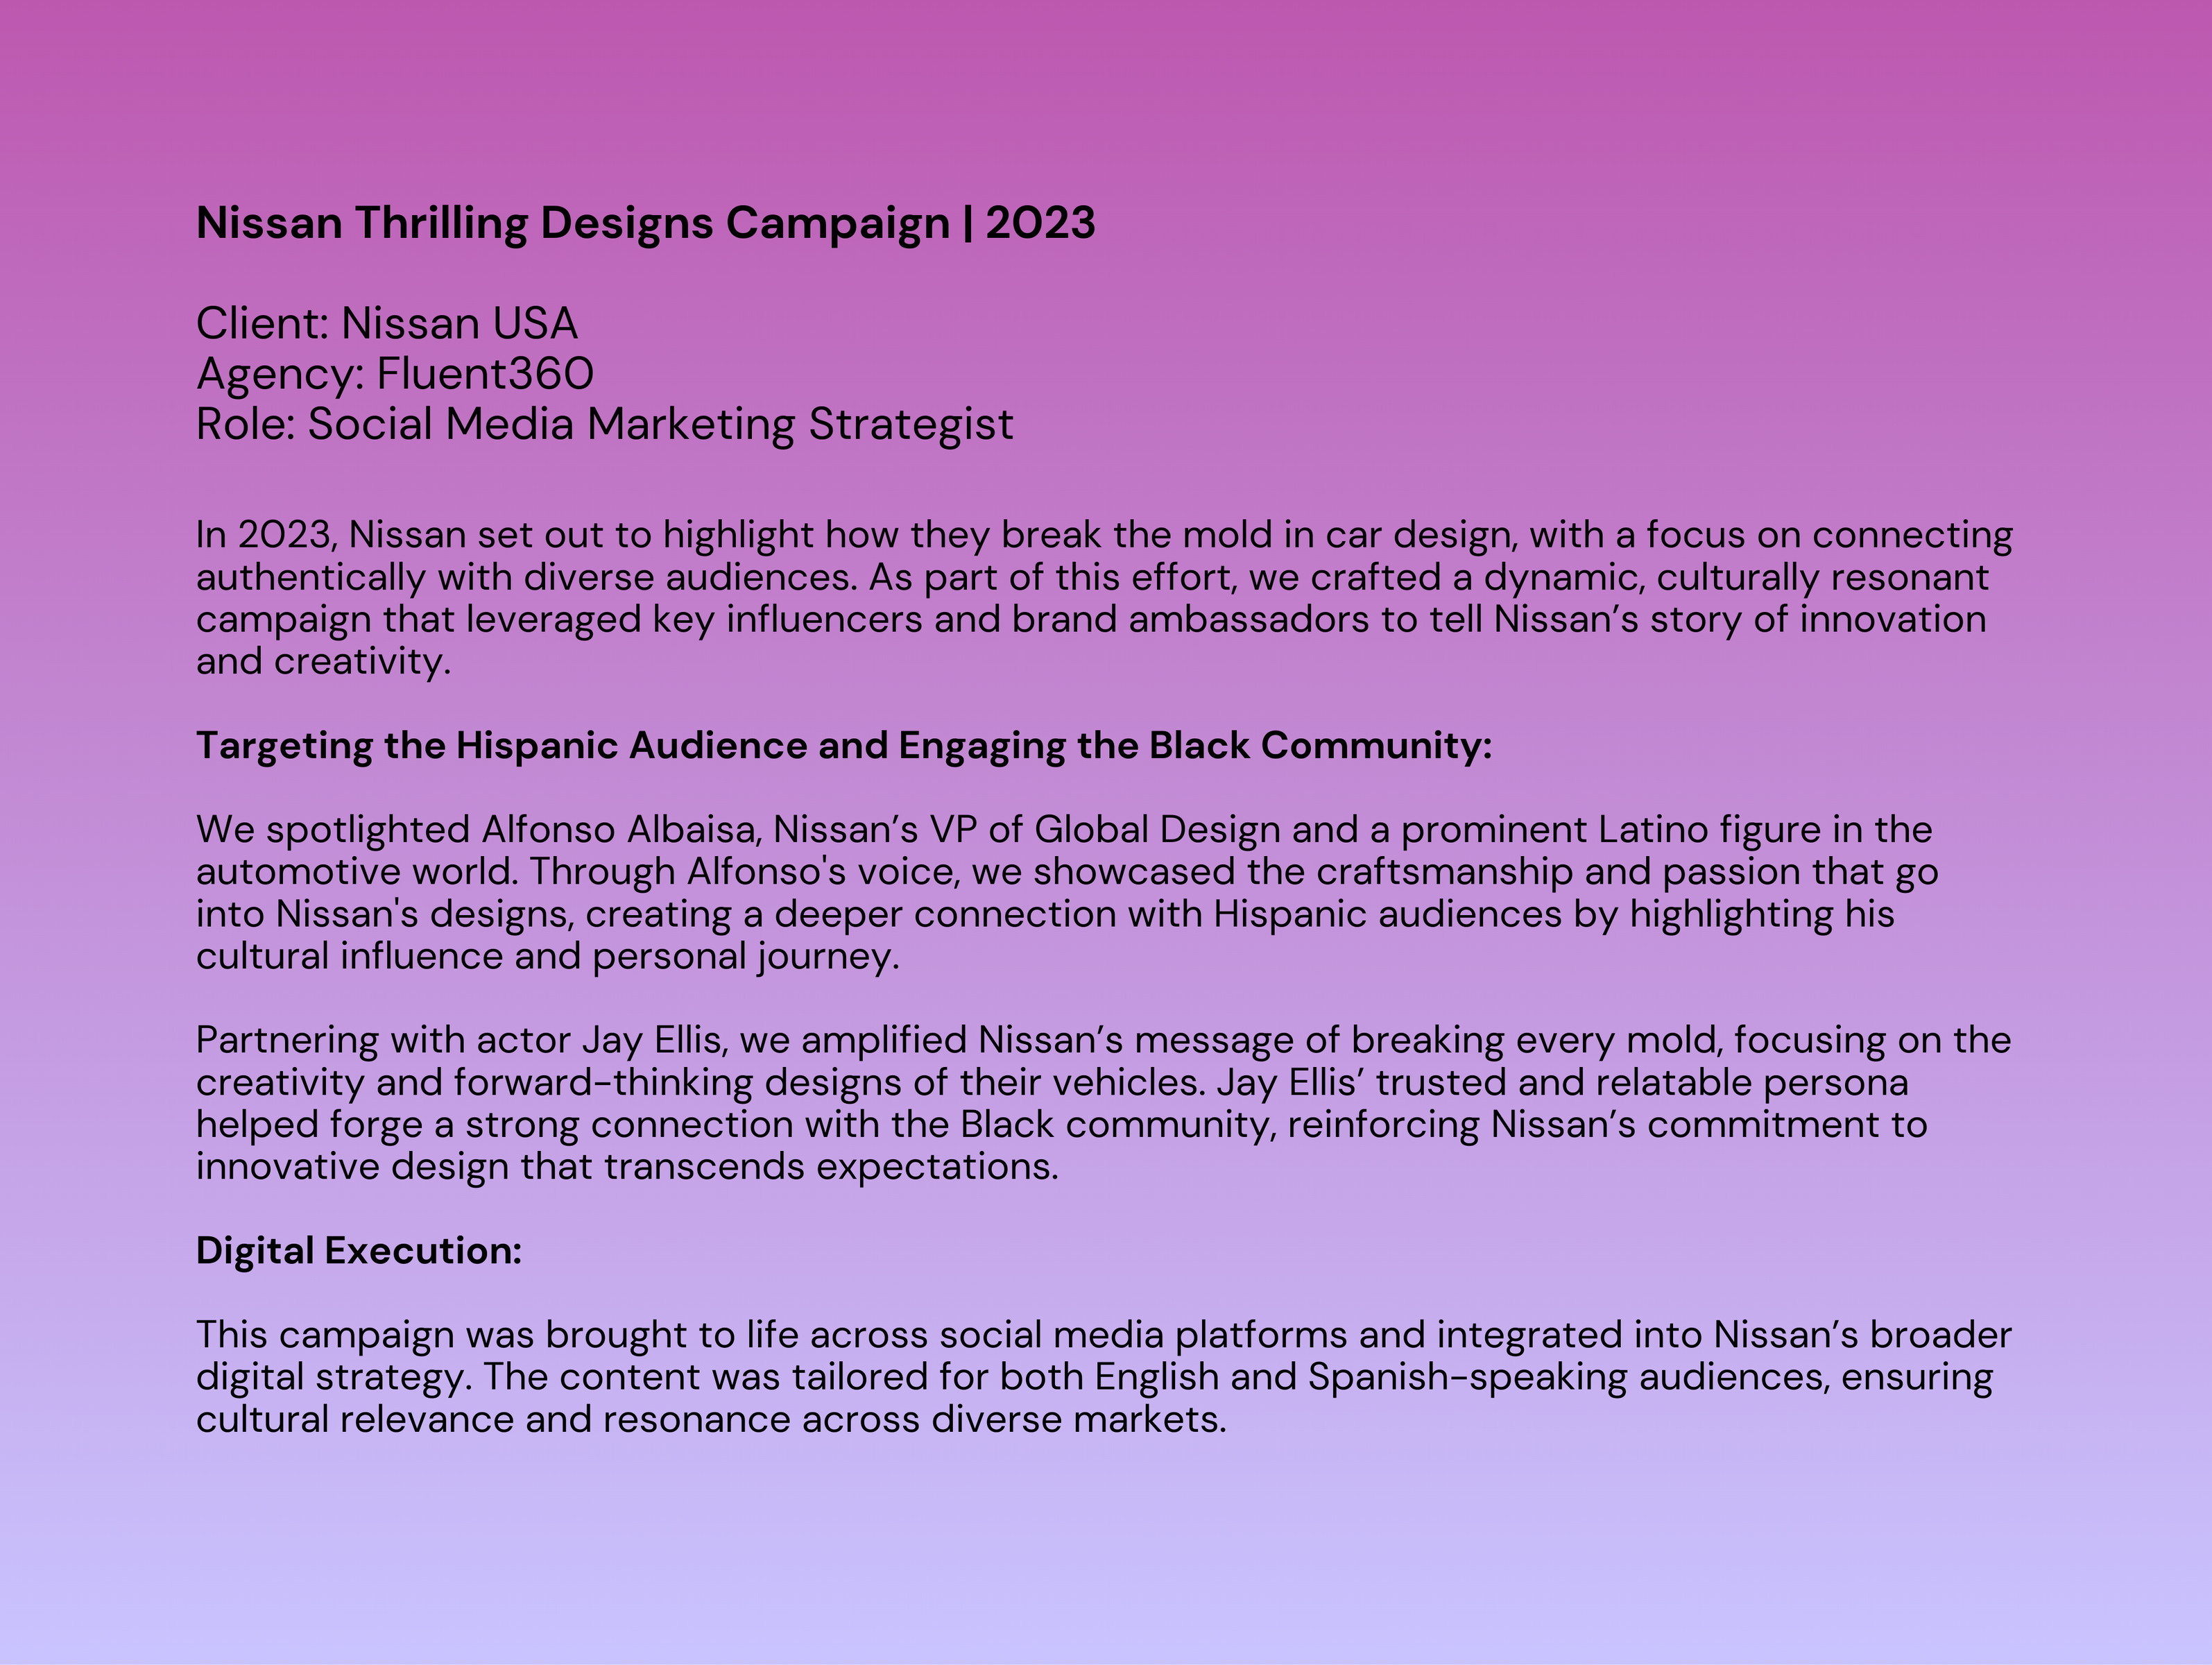 Nissan Thrilling Designs Campaign | 2023
Client: Nissan USA
Agency: Fluent360
Role: Social Media Marketing Strategist
In 2023, Nissan set out to highlight how they break the mold in car design, with a focus on connecting
authentically with diverse audiences. As part of this effort, we crafted a dynamic, culturally resonant
campaign that leveraged key influencers and brand ambassadors to tell Nissan’s story of innovation
and creativity.
Targeting the Hispanic Audience and Engaging the Black Community:
We spotlighted Alfonso Albaisa, Nissan’s VP of Global Design and a prominent Latino figure in the
automotive world. Through Alfonso's voice, we showcased the craftsmanship and passion that go
into Nissan's designs, creating a deeper connection with Hispanic audiences by highlighting his
cultural influence and personal journey.
Partnering with actor Jay Ellis, we amplified Nissan’s message of breaking every mold, focusing on the
creativity and forward-thinking designs of their vehicles. Jay Ellis’ trusted and relatable persona
helped forge a strong connection with the Black community, reinforcing Nissan’s commitment to
innovative design that transcends expectations.
Digital Execution:
This campaign was brought to life across social media platforms and integrated into Nissan’s broader
digital strategy. The content was tailored for both English and Spanish-speaking audiences, ensuring
cultural relevance and resonance across diverse markets.